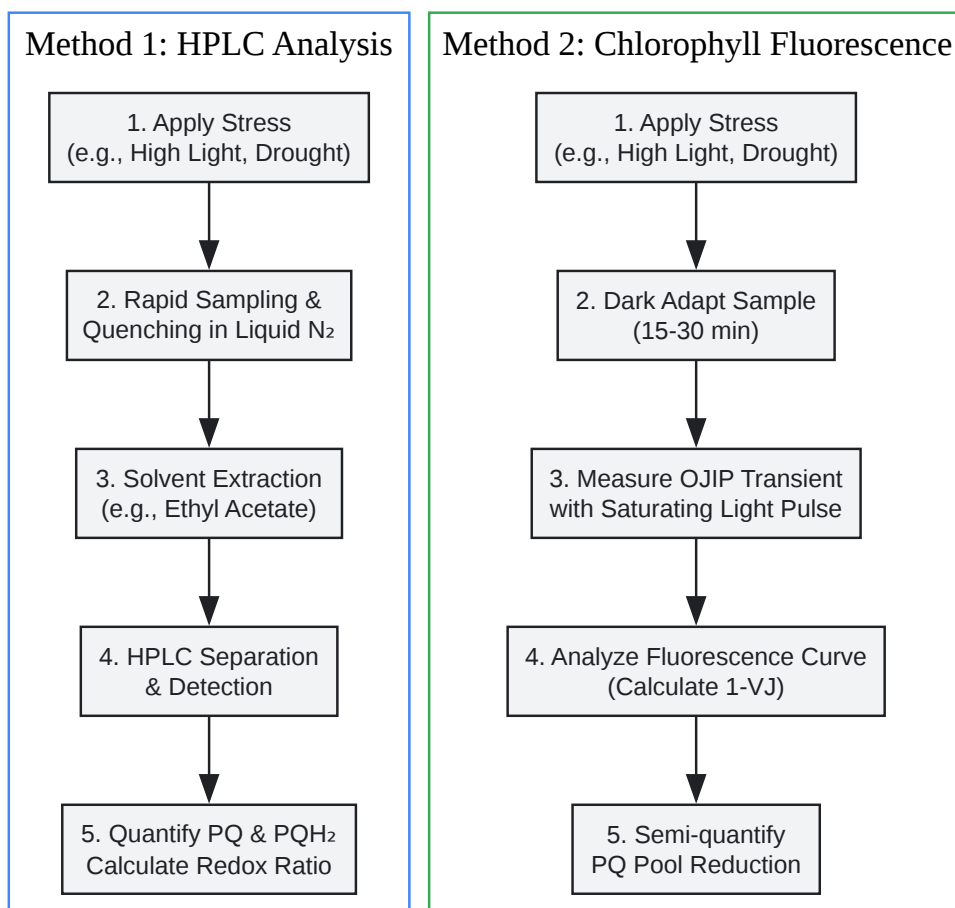 Method 1: HPLC Analysis
1. Apply Stress
(e.g., High Light, Drought)
2. Rapid Sampling &
Quenching in Liquid N₂
3. Solvent Extraction
(e.g., Ethyl Acetate)
4. HPLC Separation
& Detection
5. Quantify PQ & PQH₂
Calculate Redox Ratio
Method 2: Chlorophyll Fluorescence
1. Apply Stress
(e.g., High Light, Drought)
2. Dark Adapt Sample
(15-30 min)
3. Measure OJIP Transient
with Saturating Light Pulse
4. Analyze Fluorescence Curve
(Calculate 1-VJ)
5. Semi-quantify
PQ Pool Reduction